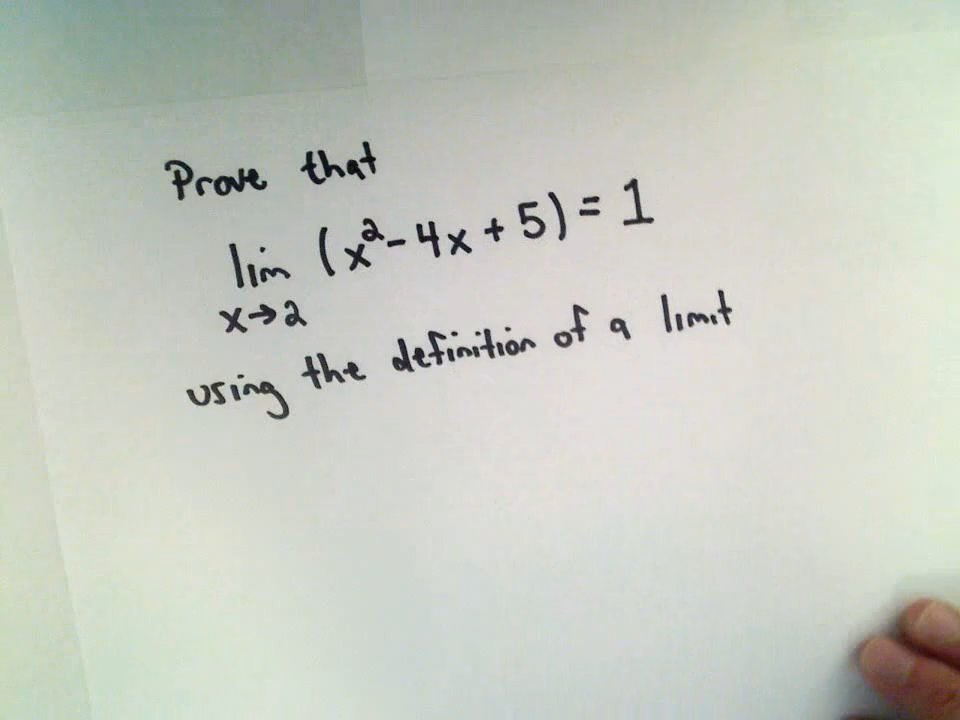 Prove that
lim (x²- 4x + 5) = 1
x→2
using the definition of a limit